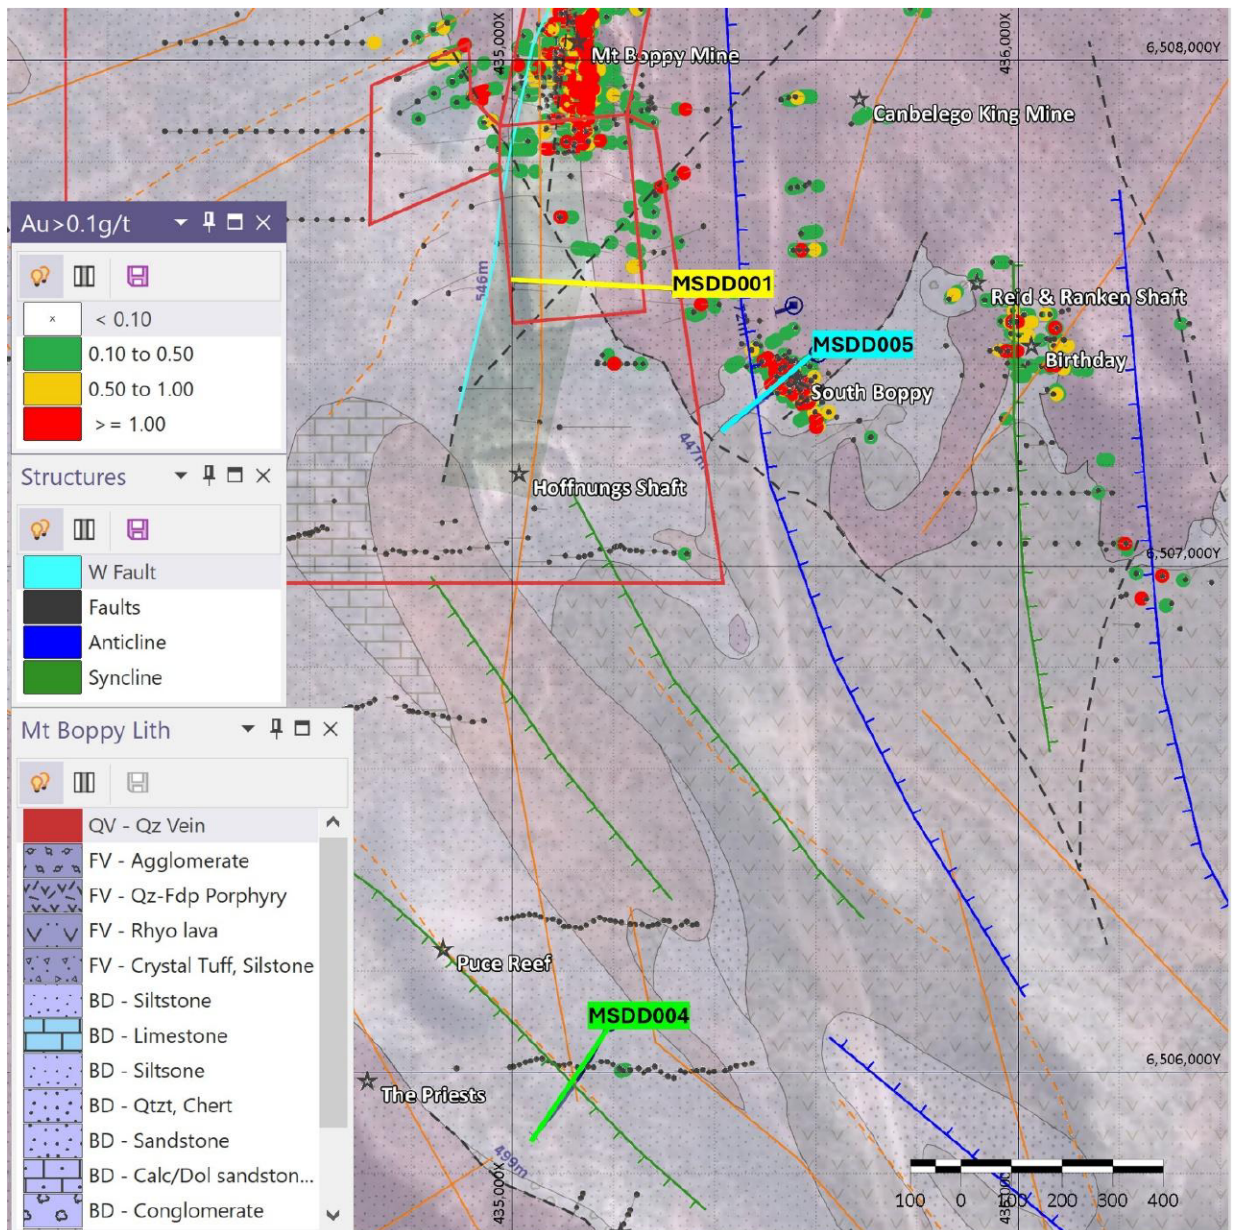 435,000X
436,000X
6,508,000Y
Mt Boppy Mine
Canbelego King Mine
Au>0.1g/t
x < 0.10
0.10 to 0.50
0.50 to 1.00
>= 1.00
546m
MSDD001
Reid & Ranken Shaft
MSDD005
Birthday
South Boppy
447m
Structures
Hoffnungs Shaft
W Fault
Faults
Anticline
Syncline
6,507,000Y
Mt Boppy Lith
QV - Qz Vein
FV - Agglomerate
FV - Qz-Fdp Porphyry
FV - Rhyo lava
FV - Crystal Tuff, Silstone
BD - Siltstone
BD - Limestone
BD - Siltsone
BD - Qtzt, Chert
BD - Sandstone
BD - Calc/Dol sandston...
BD - Conglomerate
Puce Reef
MSDD004
6,506,000Y
The Priests
499m
435,000X
100 0 100 200 300 400